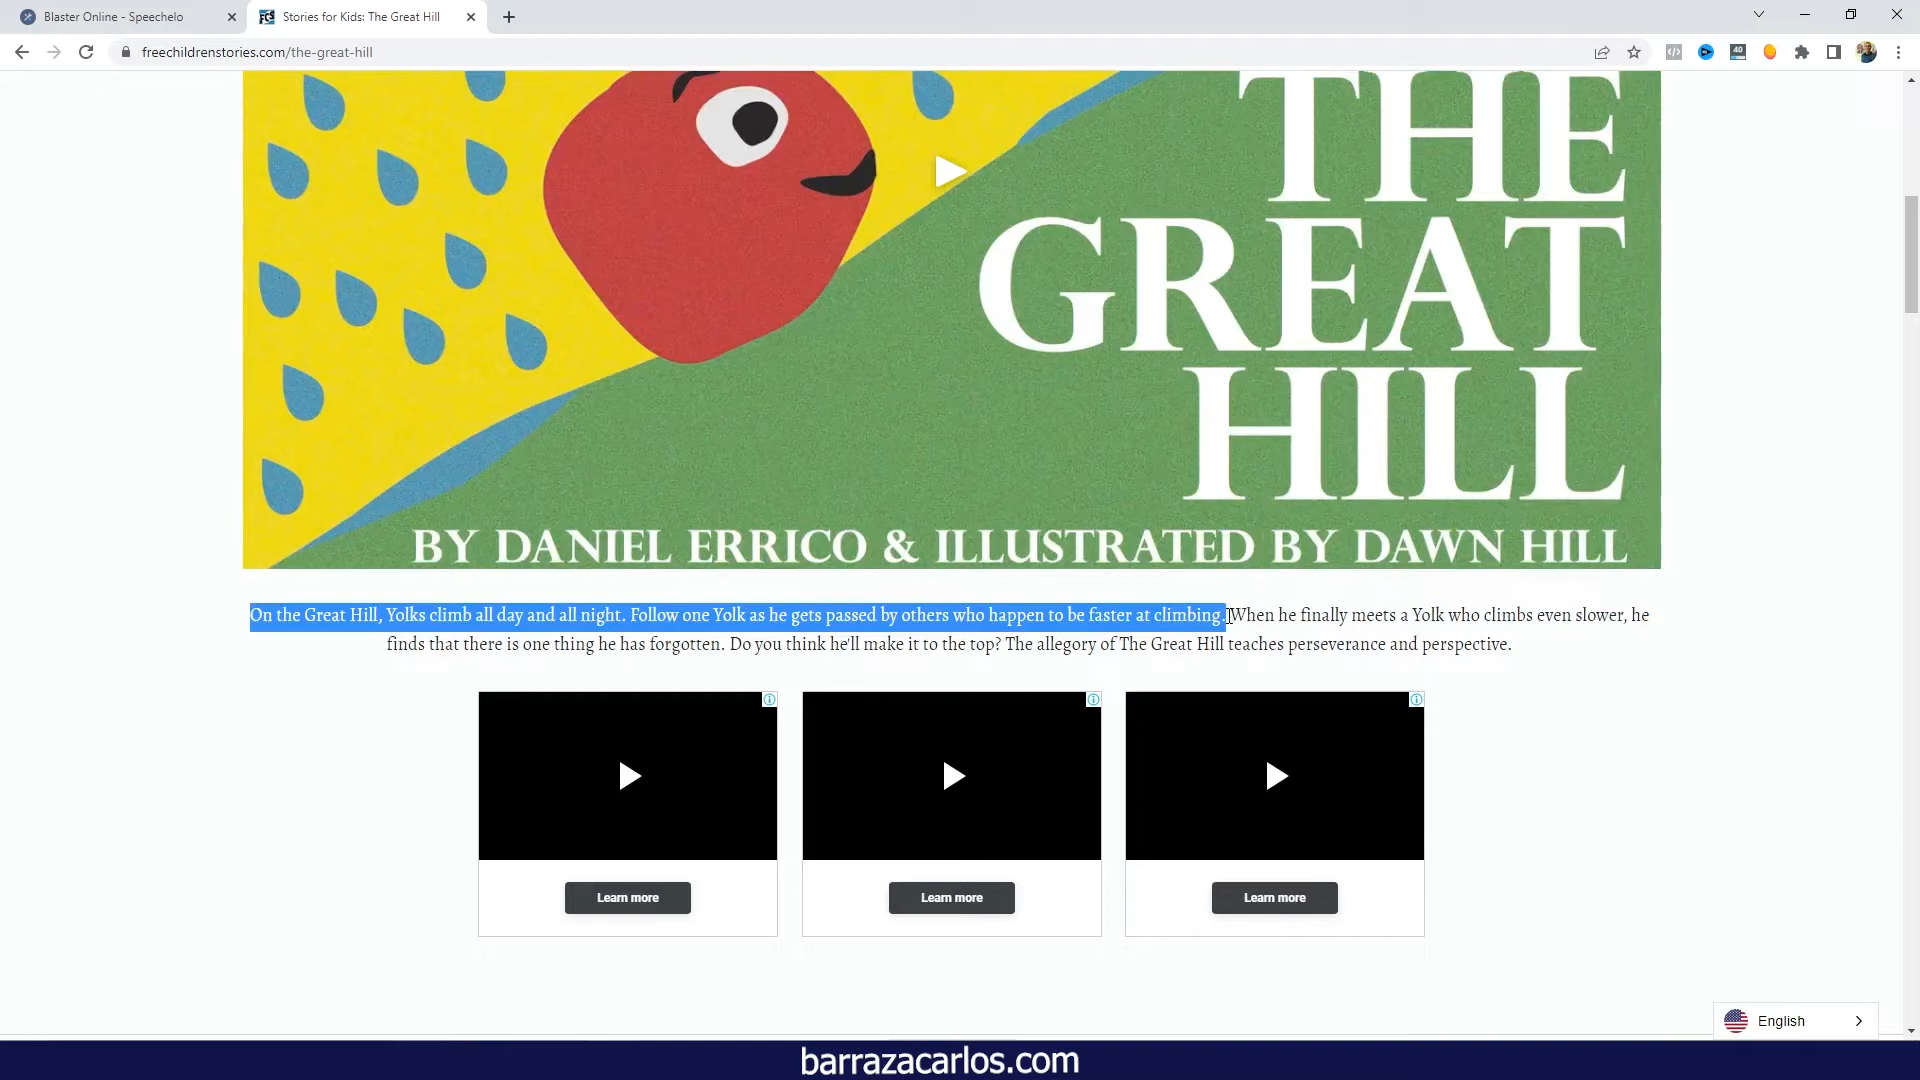 Blaster Online - Speechelo
FCS Stories for Kids: The Great Hill
freechildrenstories.com/the-great-hill
40
THE
GREAT
HILL
BY DANIEL ERRICO & ILLUSTRATED BY DAWN HILL
On the Great Hill, Yolks climb all day and all night. Follow one Yolk as he gets passed by others who happen to be faster at climbing. When he finally meets a Yolk who climbs even slower, he
finds that there is one thing he has forgotten. Do you think he'll make it to the top? The allegory of The Great Hill teaches perseverance and perspective.
Learn more Learn more Learn more
English
barrazacarlos.com